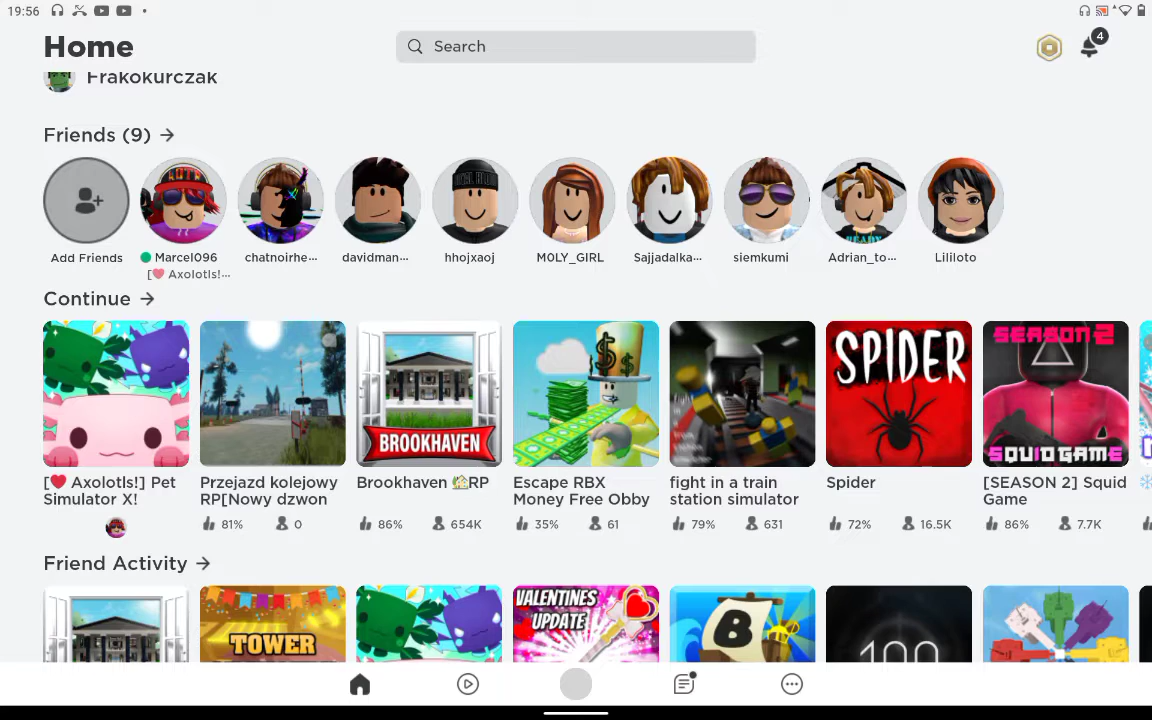 19:56
Home
Search
4
Frakokurczak
Friends (9) →
Add Friends
Marcel096
[❤️ Axolotls!...
chatnoirhe...
davidman...
hhojxaoj
M0LY_GIRL
Sajjadalka...
siemkumi
Adrian_to...
Lililoto
READY
Continue →
BROOKHAVEN
SPIDER
SEASON 2
SQUID GAME
[❤️ Axolotls!] Pet
Simulator X!
Przejazd kolejowy
RP[Nowy dzwon
81% 0
Brookhaven 🏡RP
86% 654K
Escape RBX
Money Free Obby
35% 61
fight in a train
station simulator
79% 631
Spider
72% 16.5K
[SEASON 2] Squid
Game
86% 7.7K
Friend Activity →
TOWER
VALENTINES
UPDATE
B
100